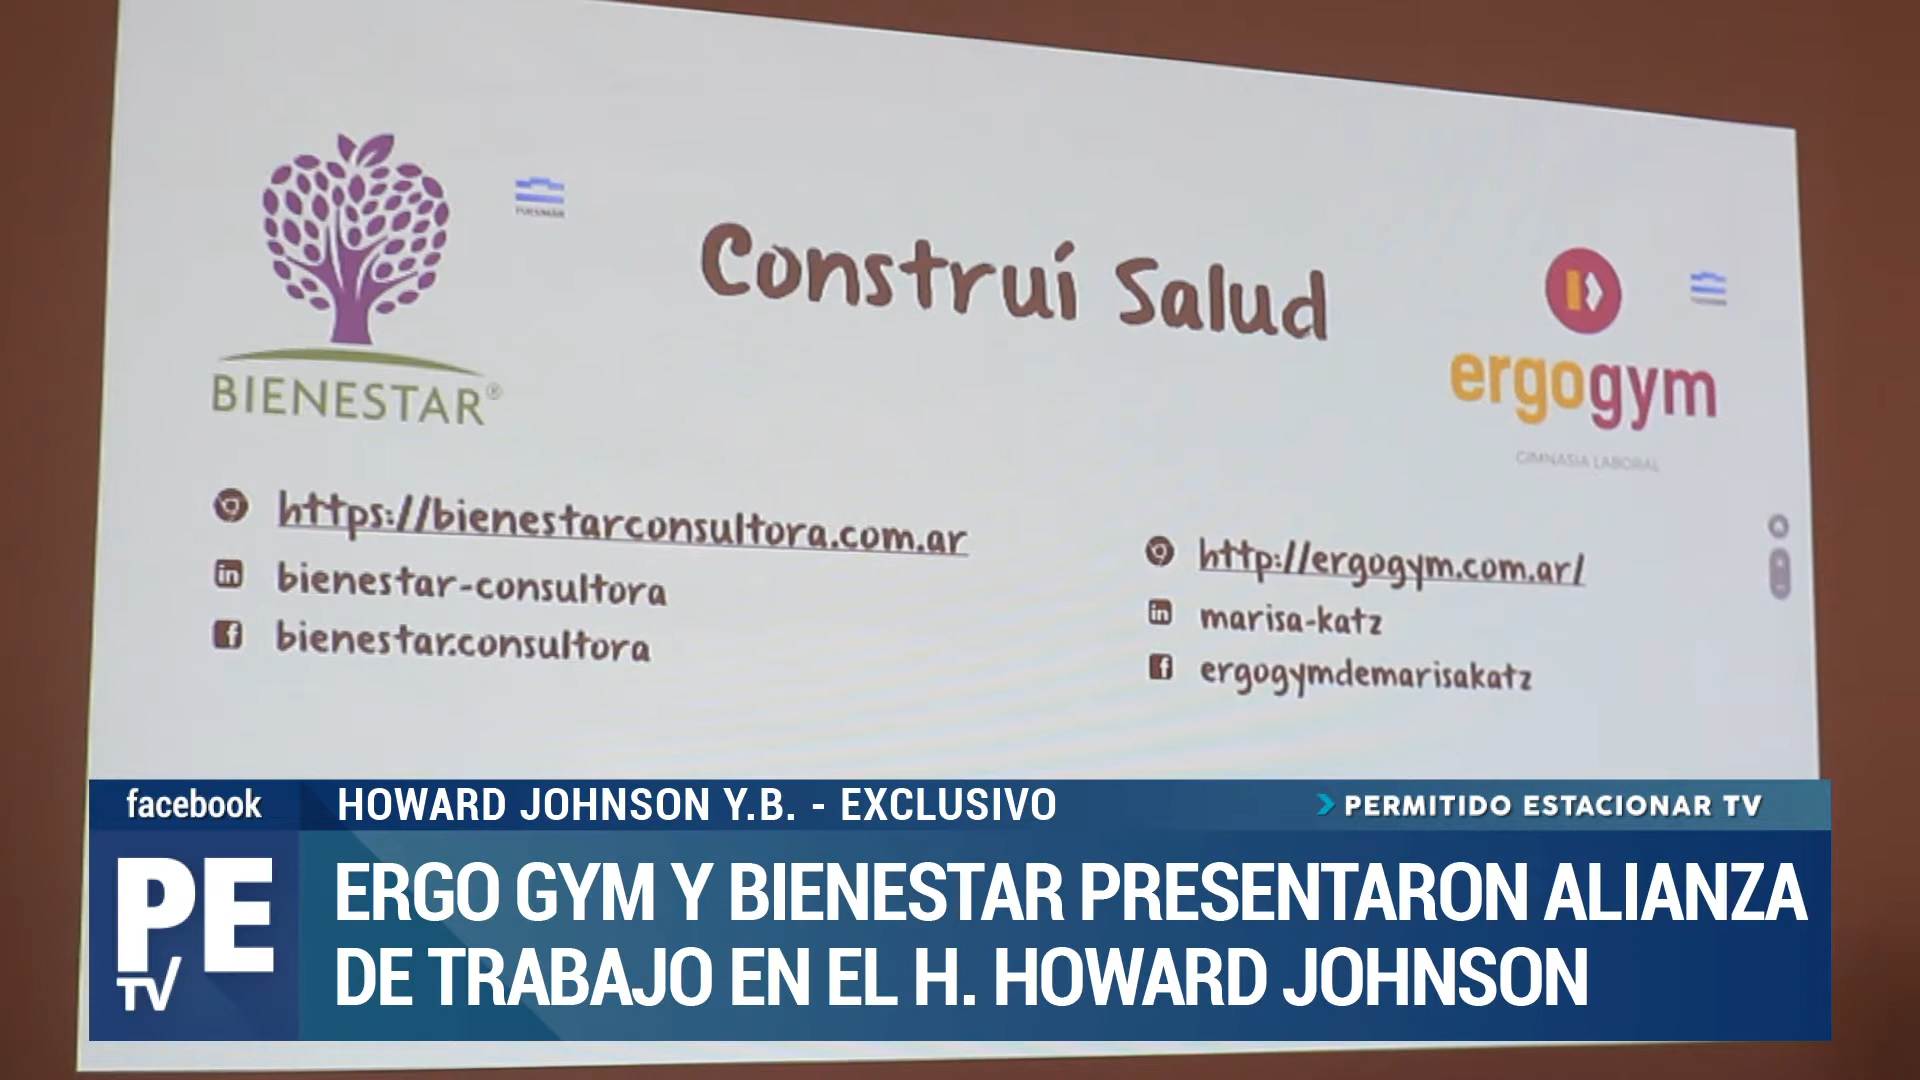 TUCUMÁN
Construí Salud
BIENESTAR®
ergogym
GIMNASIA LABORAL
https://bienestarconsultora.com.ar
bienestar-consultora
bienestar.consultora
http://ergogym.com.ar/
marisa-katz
ergogymdemarisakatz
facebook
HOWARD JOHNSON Y.B. - EXCLUSIVO
PERMITIDO ESTACIONAR TV
PE
TV
ERGO GYM Y BIENESTAR PRESENTARON ALIANZA
DE TRABAJO EN EL H. HOWARD JOHNSON